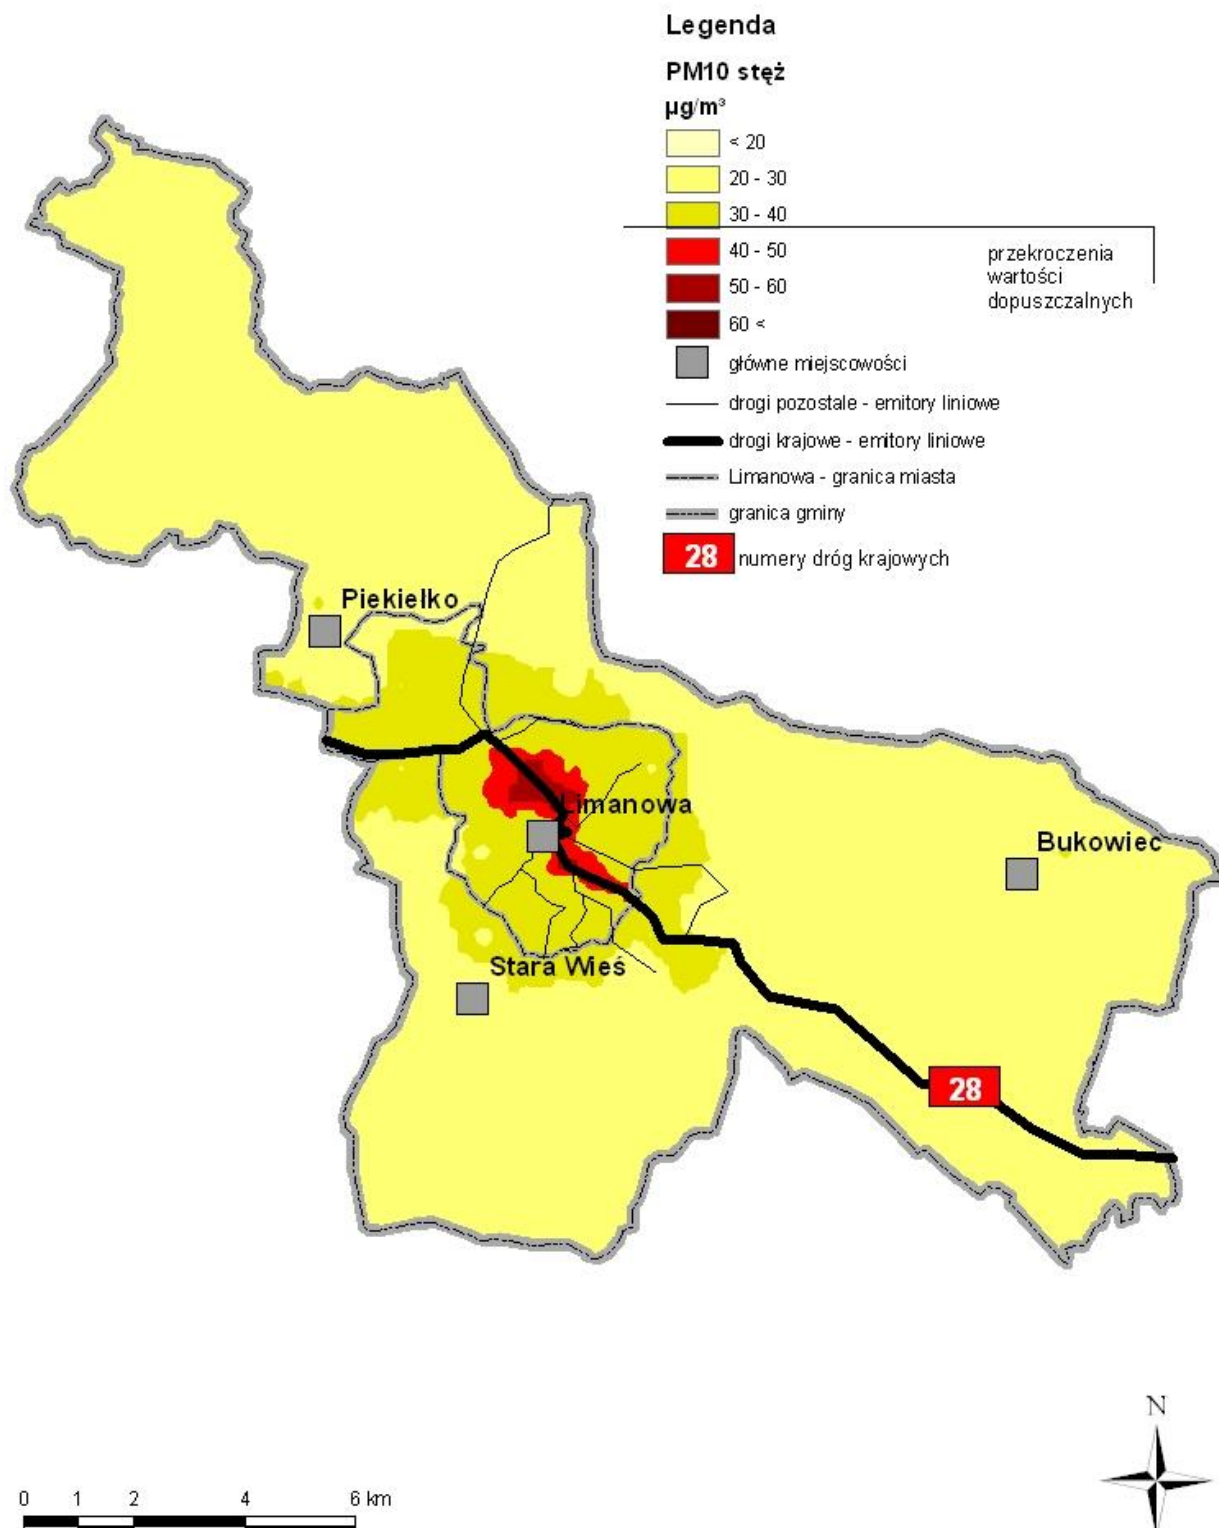 Legenda
PM10 stęż
µg/m³
< 20
20 - 30
30 - 40
40 - 50
50 - 60
60 <
przekroczenia
wartości
dopuszczalnych
główne miejscowości
drogi pozostałe - emitory liniowe
drogi krajowe - emitory liniowe
Limanowa - granica miasta
granica gminy
28 numery dróg krajowych
Piekiełko
Limanowa
Bukowiec
Stara Wieś
28
N
0 1 2 4 6 km